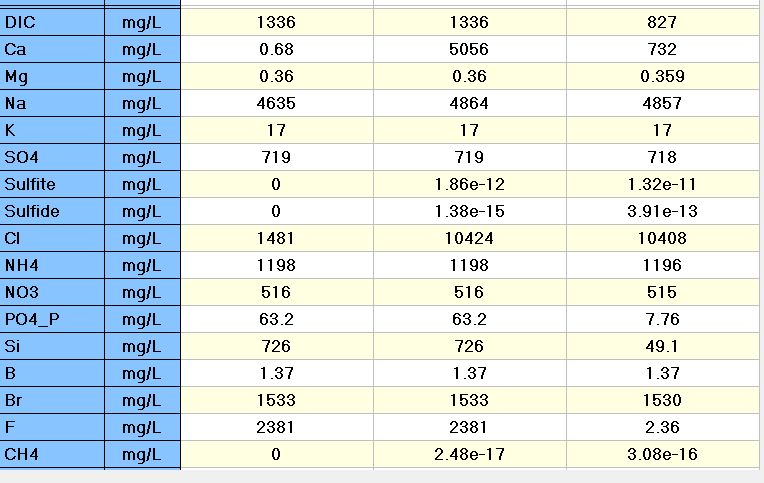 DIC mg/L 1336 1336 827
Ca mg/L 0.68 5056 732
Mg mg/L 0.36 0.36 0.359
Na mg/L 4635 4864 4857
K mg/L 17 17 17
SO4 mg/L 719 719 718
Sulfite mg/L 0 1.86e-12 1.32e-11
Sulfide mg/L 0 1.38e-15 3.91e-13
Cl mg/L 1481 10424 10408
NH4 mg/L 1198 1198 1196
NO3 mg/L 516 516 515
PO4_P mg/L 63.2 63.2 7.76
Si mg/L 726 726 49.1
B mg/L 1.37 1.37 1.37
Br mg/L 1533 1533 1530
F mg/L 2381 2381 2.36
CH4 mg/L 0 2.48e-17 3.08e-16